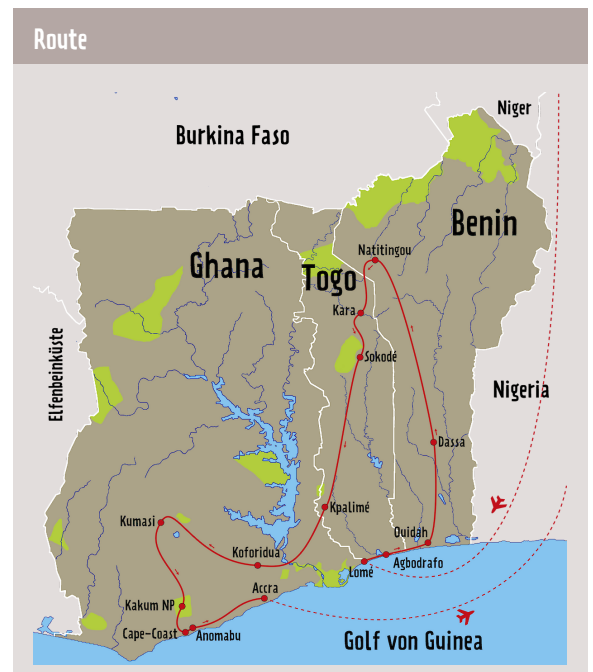 Route
Niger
Burkina Faso
Benin
Natitingou
Ghana
Togo
Kara
Elfenbeinküste
Sokodé
Nigeria
Dassa
Kpalimé
Kumasi
Ouidah
Koforidua
Agbodrafo
Lomé
Accra
Kakum NP
Cape-Coast
Anomabu
Golf von Guinea